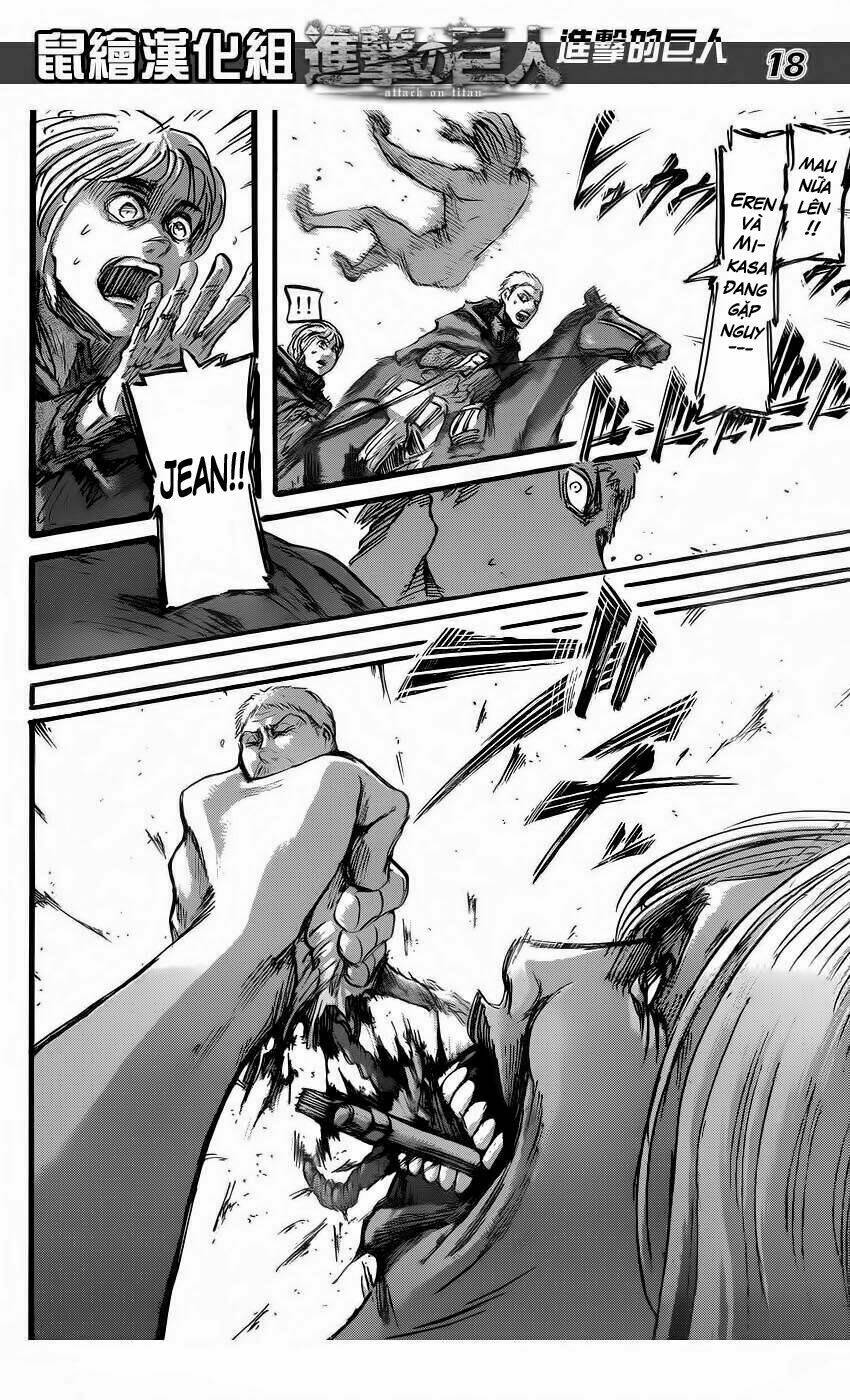 鼠繪漢化組
進撃の巨人
attack on titan
進擊的巨人
18
MAU
NỮA
LÊN
!!
EREN
VÀ
MI-
KASA
ĐANG
GẶP
NGUY
---
!!
JEAN!!